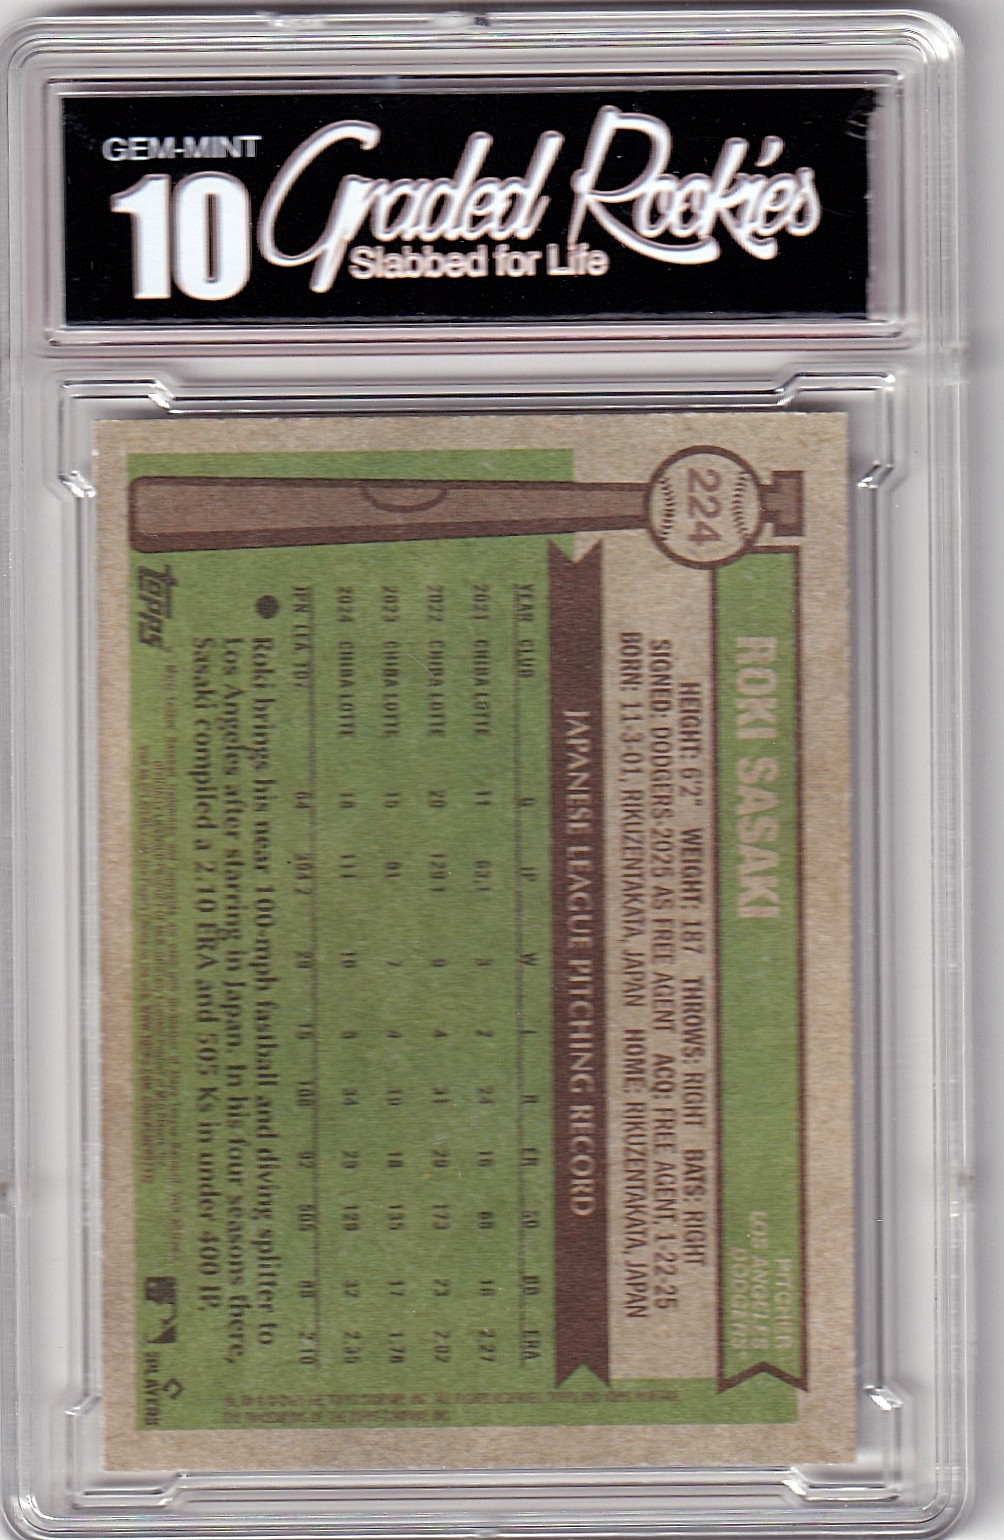 GEM-MINT
10
Graded Rookies
Slabbed for Life
224
ROKI SASAKI
PITCHER
LOS ANGELES
DODGERS
HEIGHT: 6'2" WEIGHT: 187 THROWS: RIGHT BATS: RIGHT
SIGNED: DODGERS-2025 AS FREE AGENT ACQ: FREE AGENT, 1-22-25
BORN: 11-3-01, RIKUZENTAKATA, JAPAN HOME: RIKUZENTAKATA, JAPAN
JAPANESE LEAGUE PITCHING RECORD
YEAR CLUB G IP W L R ER SO BB ERA
2021 CHIBA LOTTE 11 63.1 3 2 24 16 68 16 2.27
2022 CHIBA LOTTE 20 129.1 9 4 31 29 173 23 2.02
2023 CHIBA LOTTE 15 91 7 4 19 18 135 17 1.78
2024 CHIBA LOTTE 18 111 10 5 34 29 129 32 2.35
JPN LEA TOT 64 394.2 29 15 108 92 505 88 2.10
Roki brings his near 100-mph fastball and diving splitter to
Los Angeles after starring in Japan. In his four seasons there,
Sasaki compiled a 2.10 ERA and 505 Ks in under 400 IP.
Topps
PLAYERS